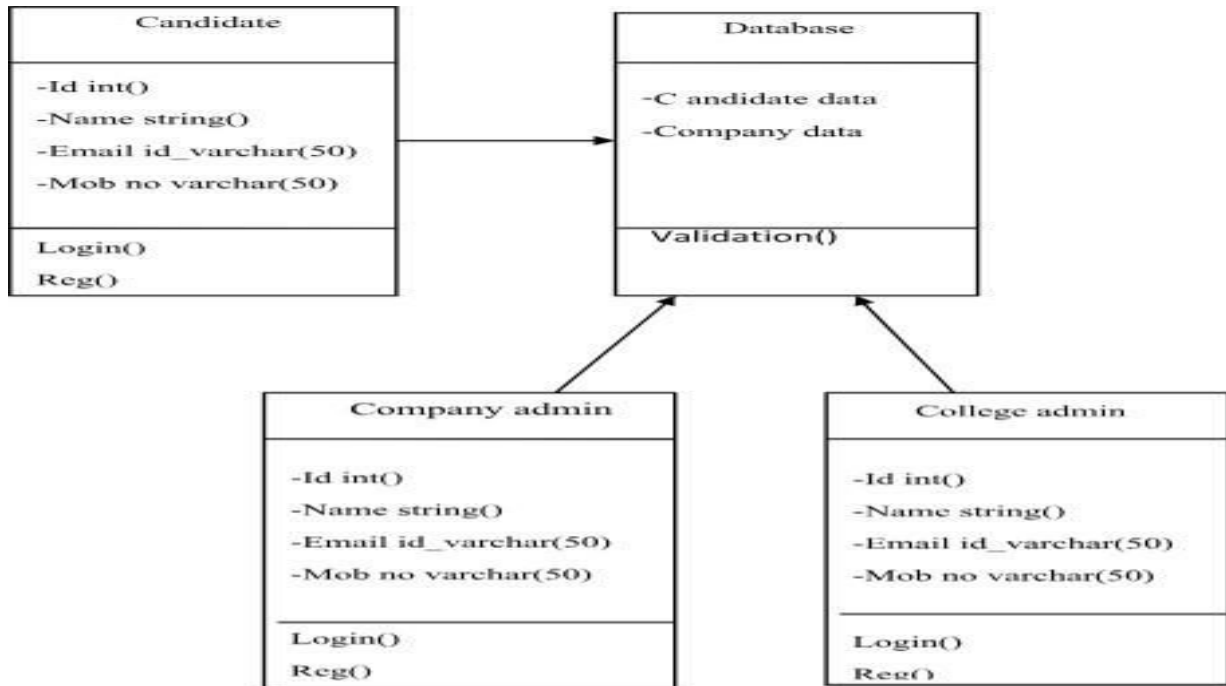 Candidate
-Id int()
-Name string()
-Email id_varchar(50)
-Mob no varchar(50)
Login()
Reg()
Database
-C andidate data
-Company data
Validation()
Company admin
-Id int()
-Name string()
-Email id_varchar(50)
-Mob no varchar(50)
Login()
Reg()
College admin
-Id int()
-Name string()
-Email id_varchar(50)
-Mob no varchar(50)
Login()
Reg()